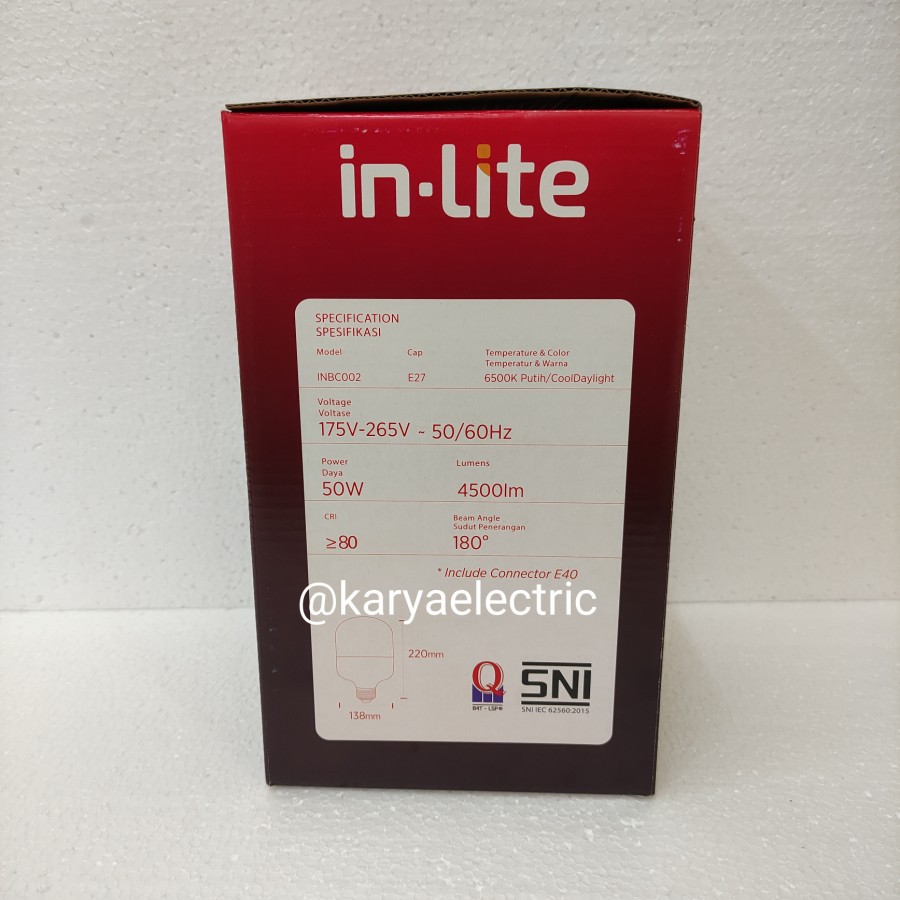 in·lite
SPECIFICATION
SPESIFIKASI
Model Cap Temperature & Color
Temperatur & Warna
INBC002 E27 6500K Putih/CoolDaylight
Voltage
Voltase
175V-265V ~ 50/60Hz
Power Lumens
Daya
50W 4500lm
CRI Beam Angle
Sudut Penerangan
≥80 180°
* Include Connector E40
@karyaelectric
220mm
138mm
Q
SNI
SNI IEC 62560:2015